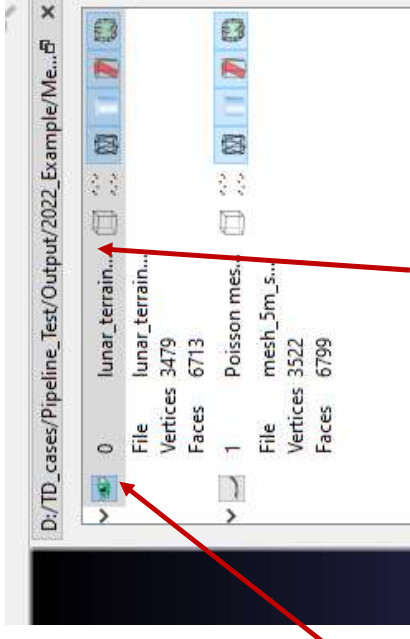 D:/TD_cases/Pipeline_Test/Output/2022_Example/Me...
0 lunar_terrain...
File lunar_terrain...
Vertices 3479
Faces 6713
1 Poisson mes...
File mesh_5m_s...
Vertices 3522
Faces 6799